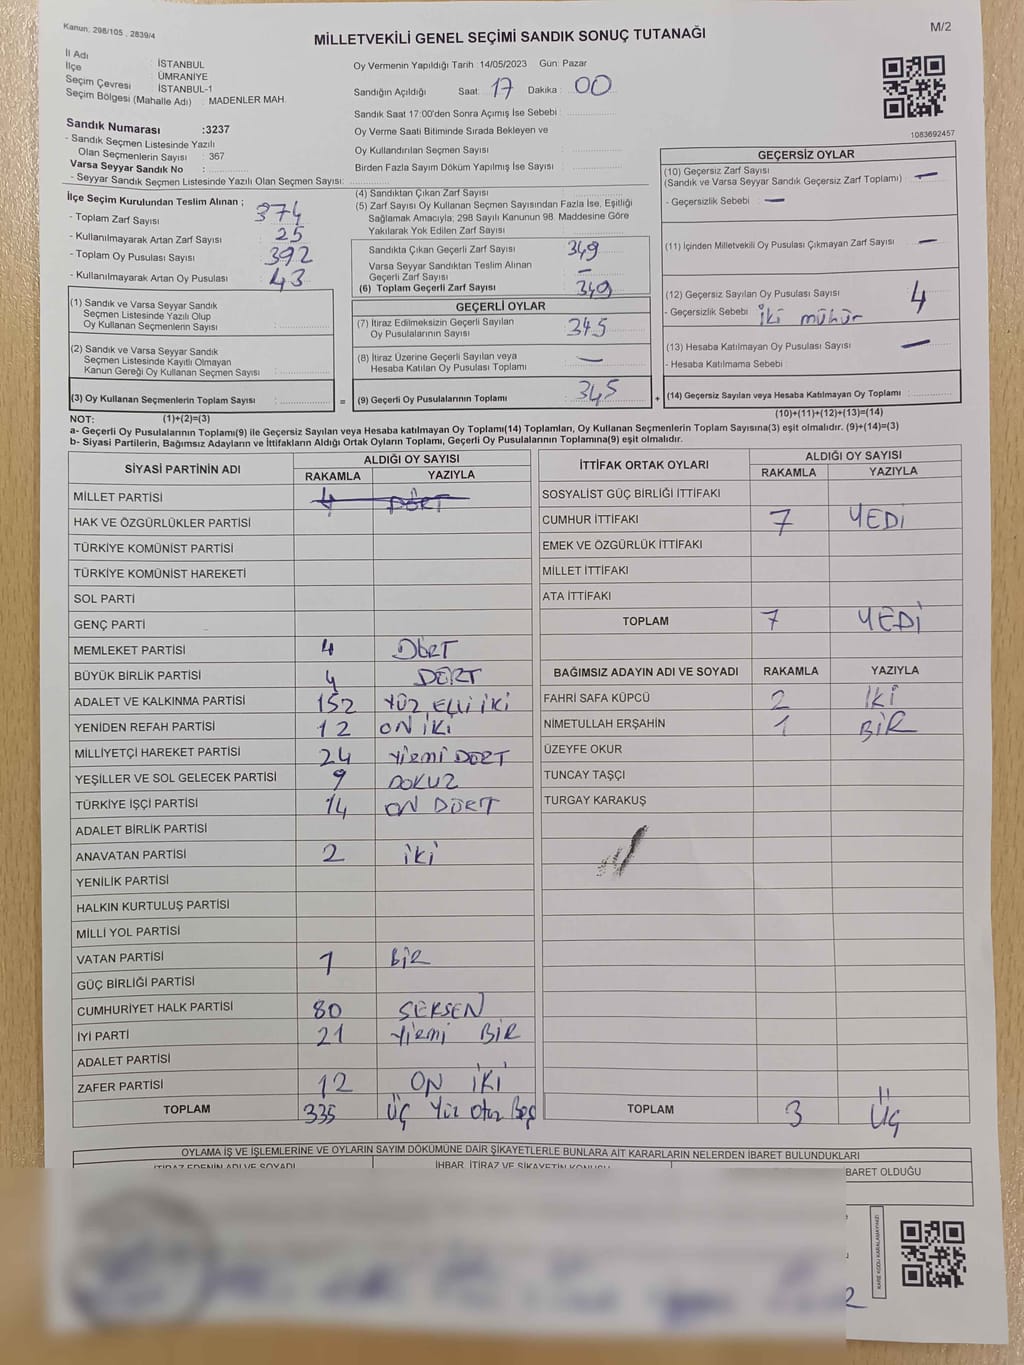 Kanun: 298/105 , 2839/4
M/2
MİLLETVEKİLİ GENEL SEÇİMİ SANDIK SONUÇ TUTANAĞI
İl Adı : İSTANBUL
İlçe : ÜMRANİYE
Seçim Çevresi : İSTANBUL-1
Seçim Bölgesi (Mahalle Adı) : MADENLER MAH.
Oy Vermenin Yapıldığı Tarih :14/05/2023 Gün: Pazar
Sandığın Açıldığı Saat: 17 Dakika : 00
Sandık Saat 17:00'den Sonra Açımış İse Sebebi :
Oy Verme Saati Bitiminde Sırada Bekleyen ve
Oy Kullandırılan Seçmen Sayısı :
Birden Fazla Sayım Döküm Yapılmış İse Sayısı :
1083692457
Sandık Numarası :3237
- Sandık Seçmen Listesinde Yazılı
Olan Seçmenlerin Sayısı : 367
Varsa Seyyar Sandık No :
- Seyyar Sandık Seçmen Listesinde Yazılı Olan Seçmen Sayısı:
İlçe Seçim Kurulundan Teslim Alınan ;
- Toplam Zarf Sayısı : 374
- Kullanılmayarak Artan Zarf Sayısı : 25
- Toplam Oy Pusulası Sayısı : 392
- Kullanılmayarak Artan Oy Pusulası : 43
(1) Sandık ve Varsa Seyyar Sandık
Seçmen Listesinde Yazılı Olup
Oy Kullanan Seçmenlerin Sayısı :
(2) Sandık ve Varsa Seyyar Sandık
Seçmen Listesinde Kayıtlı Olmayan
Kanun Gereği Oy Kullanan Seçmen Sayısı :
(3) Oy Kullanan Seçmenlerin Toplam Sayısı :
=
(4) Sandıktan Çıkan Zarf Sayısı :
(5) Zarf Sayısı Oy Kullanan Seçmen Sayısından Fazla İse, Eşitliği
Sağlamak Amacıyla; 298 Sayılı Kanunun 98. Maddesine Göre
Yakılarak Yok Edilen Zarf Sayısı :
Sandıkta Çıkan Geçerli Zarf Sayısı : 349
Varsa Seyyar Sandıktan Teslim Alınan
Geçerli Zarf Sayısı : —
(6) Toplam Geçerli Zarf Sayısı : 349
GEÇERLİ OYLAR
(7) İtiraz Edilmeksizin Geçerli Sayılan
Oy Pusulalarının Sayısı : 345
(8) İtiraz Üzerine Geçerli Sayılan veya
Hesaba Katılan Oy Pusulası Toplamı : —
(9) Geçerli Oy Pusulalarının Toplamı : 345
+
GEÇERSİZ OYLAR
(10) Geçersiz Zarf Sayısı
(Sandık ve Varsa Seyyar Sandık Geçersiz Zarf Toplamı) : —
- Geçersizlik Sebebi : —
(11) İçinden Milletvekili Oy Pusulası Çıkmayan Zarf Sayısı : —
(12) Geçersiz Sayılan Oy Pusulası Sayısı : 4
- Geçersizlik Sebebi : iki mühür
(13) Hesaba Katılmayan Oy Pusulası Sayısı : —
- Hesaba Katılmama Sebebi :
(14) Geçersiz Sayılan veya Hesaba Katılmayan Oy Toplamı :
NOT: (1)+(2)=(3)
(10)+(11)+(12)+(13)=(14)
a- Geçerli Oy Pusulalarının Toplamı(9) ile Geçersiz Sayılan veya Hesaba katılmayan Oy Toplamı(14) Toplamları, Oy Kullanan Seçmenlerin Toplam Sayısına(3) eşit olmalıdır. (9)+(14)=(3)
b- Siyasi Partilerin, Bağımsız Adayların ve İttifakların Aldığı Ortak Oyların Toplamı, Geçerli Oy Pusulalarının Toplamına(9) eşit olmalıdır.
SİYASİ PARTİNİN ADI
ALDIĞI OY SAYISI
RAKAMLA YAZIYLA
MİLLET PARTİSİ 4 DÖRT
HAK VE ÖZGÜRLÜKLER PARTİSİ
TÜRKİYE KOMÜNİST PARTİSİ
TÜRKİYE KOMÜNİST HAREKETİ
SOL PARTİ
GENÇ PARTİ
MEMLEKET PARTİSİ 4 DÖRT
BÜYÜK BİRLİK PARTİSİ 4 DÖRT
ADALET VE KALKINMA PARTİSİ 152 YÜZ ELLİ İKİ
YENİDEN REFAH PARTİSİ 12 ON İKİ
MİLLİYETÇİ HAREKET PARTİSİ 24 Yirmi DÖRT
YEŞİLLER VE SOL GELECEK PARTİSİ 9 DOKUZ
TÜRKİYE İŞÇİ PARTİSİ 14 ON DÖRT
ADALET BİRLİK PARTİSİ
ANAVATAN PARTİSİ 2 iki
YENİLİK PARTİSİ
HALKIN KURTULUŞ PARTİSİ
MİLLİ YOL PARTİSİ
VATAN PARTİSİ 1 BİR
GÜÇ BİRLİĞİ PARTİSİ
CUMHURİYET HALK PARTİSİ 80 SEKSEN
İYİ PARTİ 21 Yirmi BİR
ADALET PARTİSİ
ZAFER PARTİSİ 12 ON İKİ
TOPLAM 335 Üç Yüz Otuz Beş
İTTİFAK ORTAK OYLARI
ALDIĞI OY SAYISI
RAKAMLA YAZIYLA
SOSYALİST GÜÇ BİRLİĞİ İTTİFAKI
CUMHUR İTTİFAKI 7 YEDİ
EMEK VE ÖZGÜRLÜK İTTİFAKI
MİLLET İTTİFAKI
ATA İTTİFAKI
TOPLAM 7 YEDİ
BAĞIMSIZ ADAYIN ADI VE SOYADI RAKAMLA YAZIYLA
FAHRİ SAFA KÜPCÜ 2 İKİ
NİMETULLAH ERŞAHİN 1 BİR
ÜZEYFE OKUR
TUNCAY TAŞÇI
TURGAY KARAKUŞ
TOPLAM 3 Üç
OYLAMA İŞ VE İŞLEMLERİNE VE OYLARIN SAYIM DÖKÜMÜNE DAİR ŞİKAYETLERLE BUNLARA AİT KARARLARIN NELERDEN İBARET BULUNDUKLARI
İTİRAZ EDENİN ADI VE SOYADI
İHBAR, İTİRAZ VE ŞİKAYETİN KONUSU
BARET OLDUĞU
KARE KODU KARALAMAYINIZ!